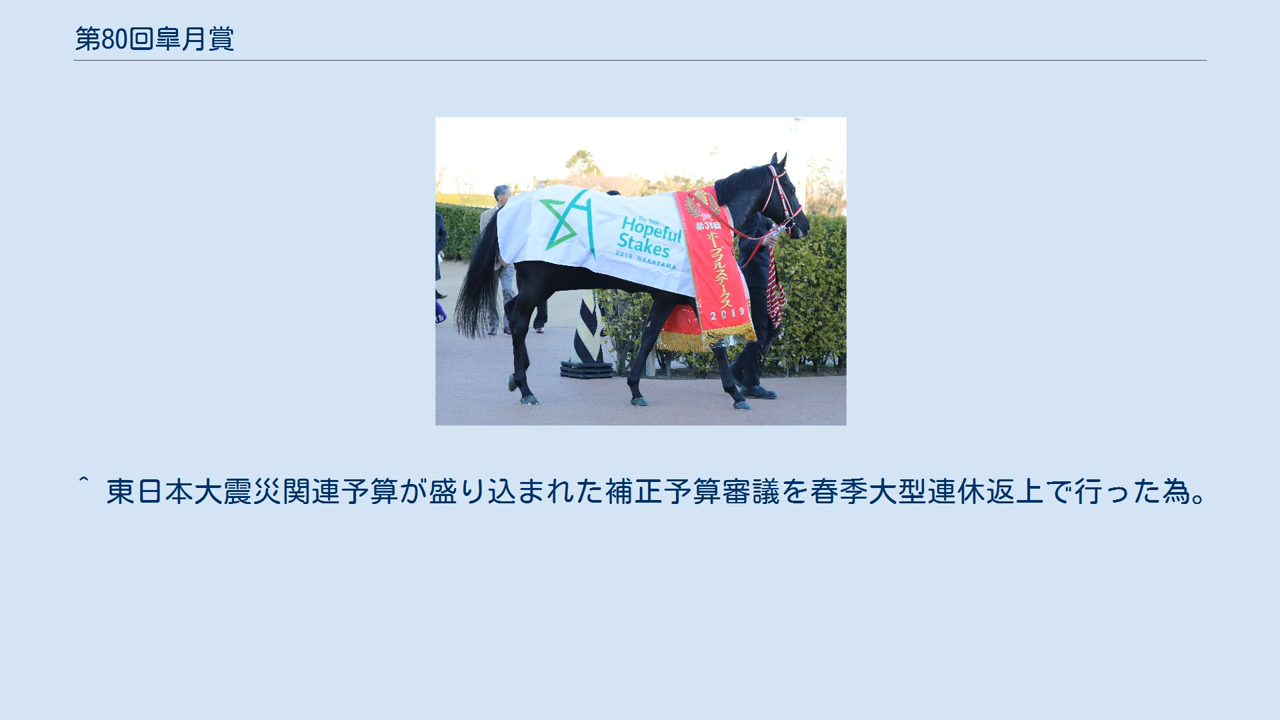 第80回皐月賞
Hopeful
Stakes
2019 NAKAYAMA
第36回
ホープフルステークス
2019
^ 東日本大震災関連予算が盛り込まれた補正予算審議を春季大型連休返上で行った為。